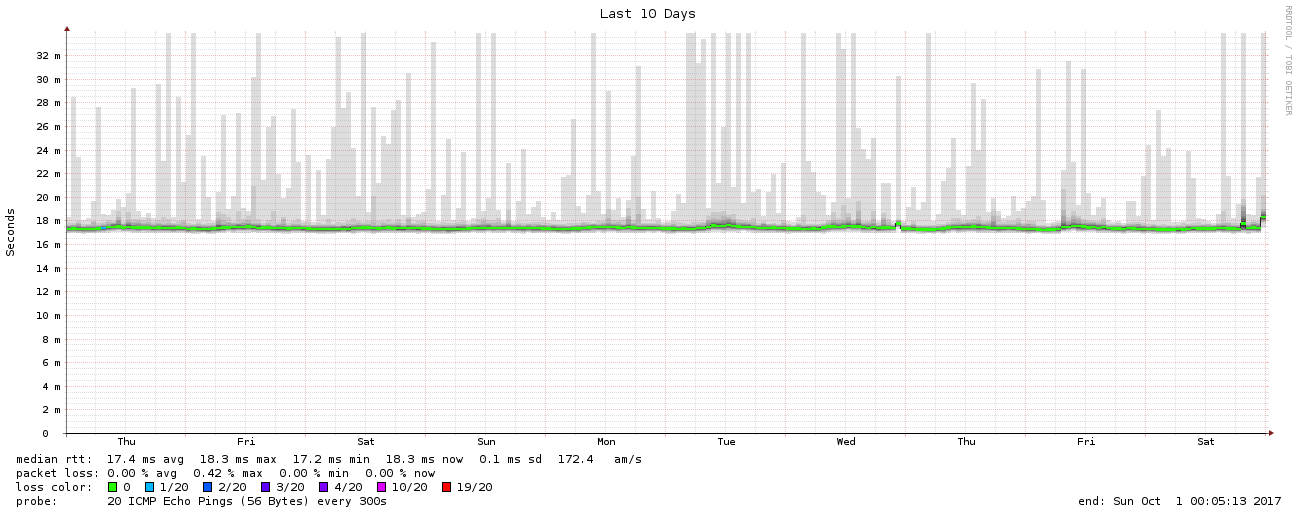 Last 10 Days
RRDTOOL / TOBI OETIKER
Seconds
32 m
30 m
28 m
26 m
24 m
22 m
20 m
18 m
16 m
14 m
12 m
10 m
8 m
6 m
4 m
2 m
0
Thu Fri Sat Sun Mon Tue Wed Thu Fri Sat
median rtt: 17.4 ms avg 18.3 ms max 17.2 ms min 18.3 ms now 0.1 ms sd 172.4 am/s
packet loss: 0.00 % avg 0.42 % max 0.00 % min 0.00 % now
loss color: 0 1/20 2/20 3/20 4/20 10/20 19/20
probe: 20 ICMP Echo Pings (56 Bytes) every 300s end: Sun Oct 1 00:05:13 2017